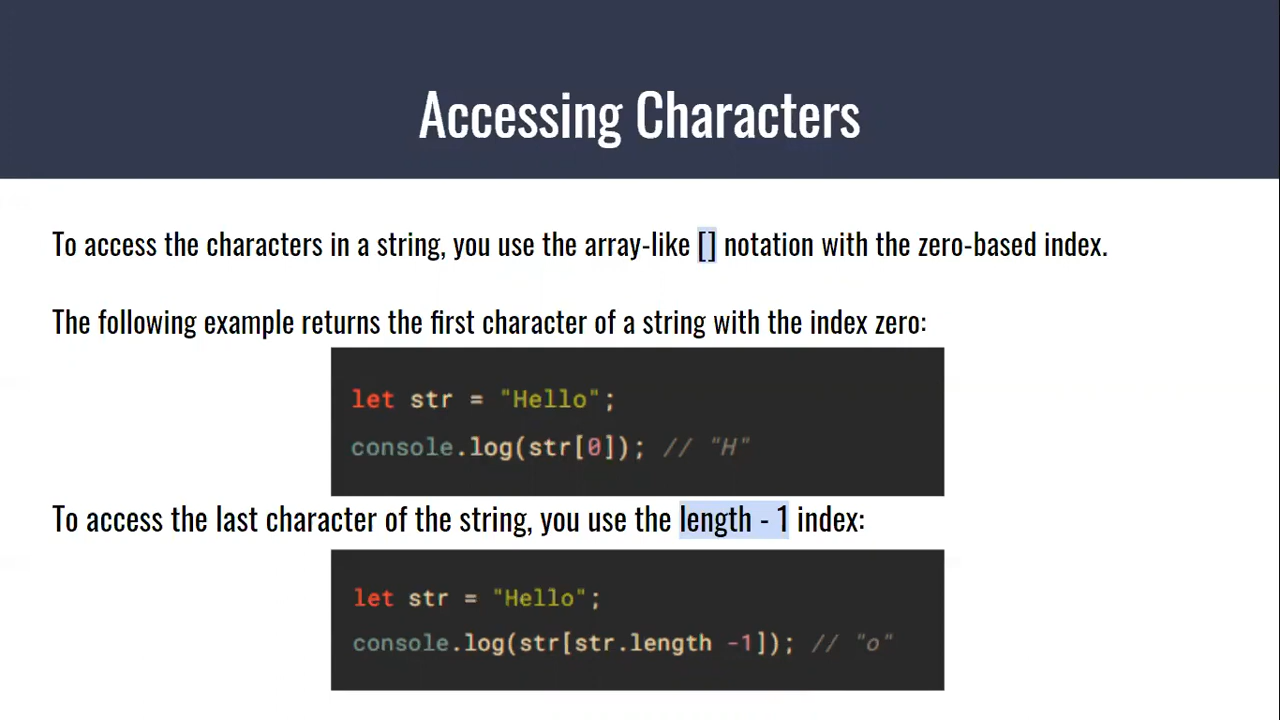 Accessing Characters
To access the characters in a string, you use the array-like [] notation with the zero-based index.
The following example returns the first character of a string with the index zero:
let str = "Hello";
console.log(str[0]); // "H"
To access the last character of the string, you use the length - 1 index:
let str = "Hello";
console.log(str[str.length -1]); // "o"